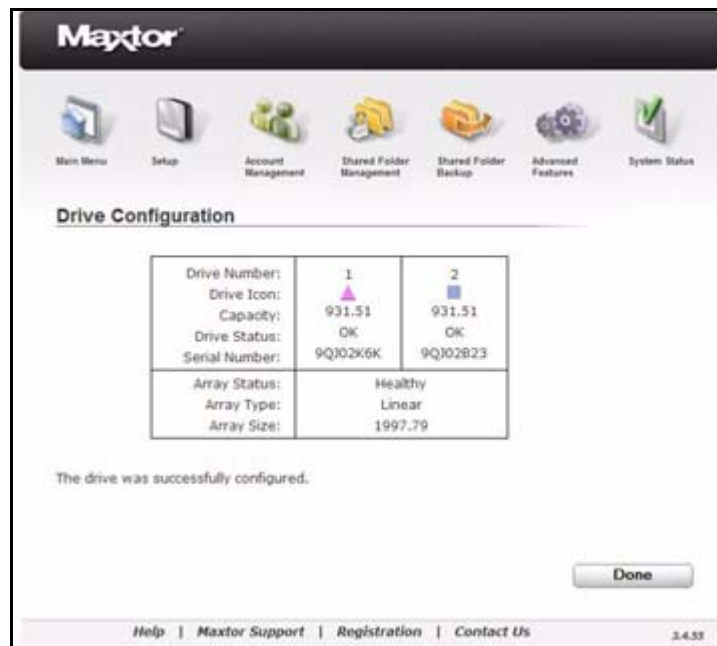 Maxtor
Main Menu
Setup
Account Management
Shared Folder Management
Shared Folder Backup
Advanced Features
System Status
Drive Configuration
Drive Number: 1 2
Drive Icon:
Capacity: 931.51 931.51
Drive Status: OK OK
Serial Number: 9QJ02K6K 9QJ02B23
Array Status: Healthy
Array Type: Linear
Array Size: 1997.79
The drive was successfully configured.
Done
Help | Maxtor Support | Registration | Contact Us